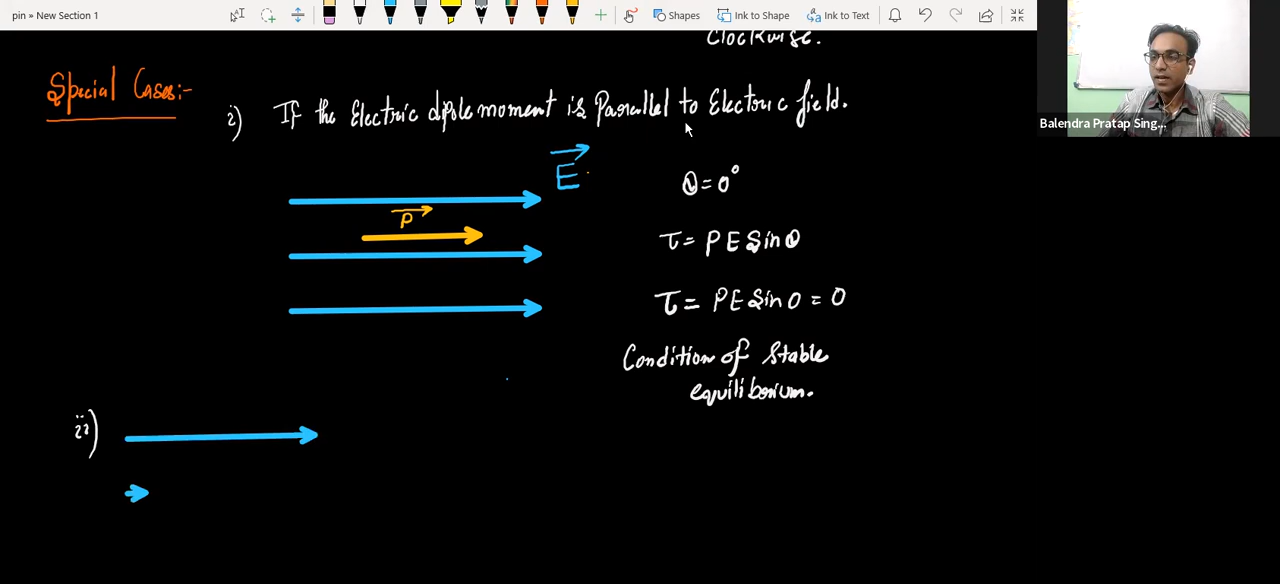 pin » New Section 1
Shapes
Ink to Shape
Ink to Text
Clockwise.
Balendra Pratap Sing...
Special Cases:-
i) If the Electric dipole moment is Parallel to Electric field.
E
P
θ = 0°
τ = PE Sin θ
τ = PE Sin 0 = 0
Condition of Stable
equilibrium.
ii)